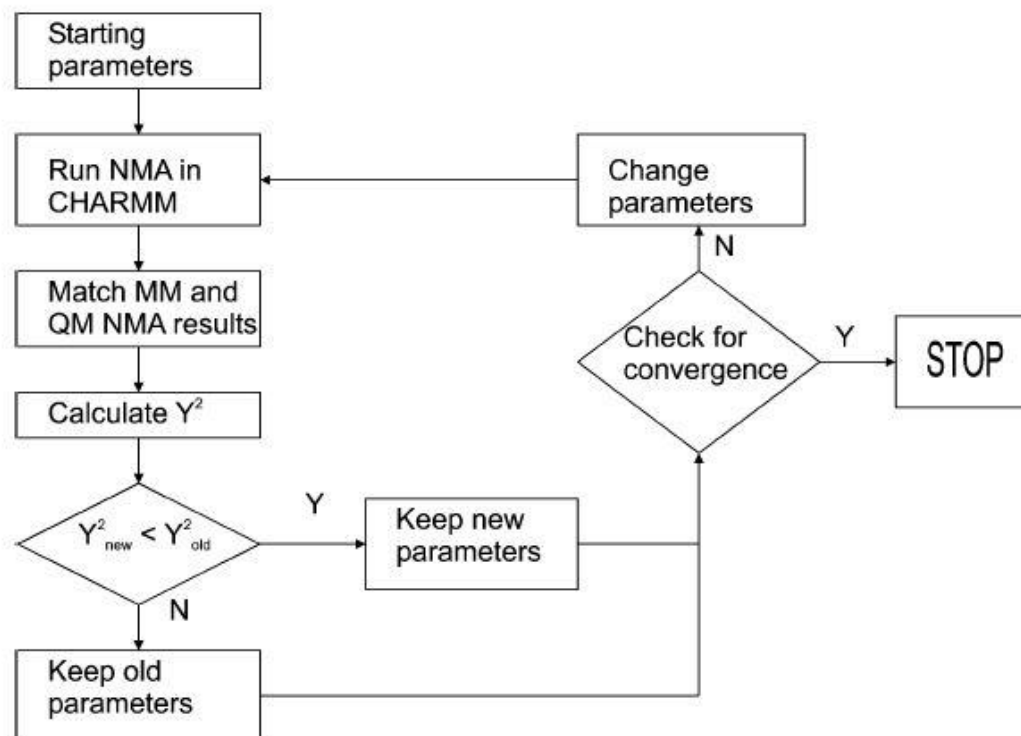 Starting
parameters
Run NMA in
CHARMM
Match MM and
QM NMA results
Calculate Y²
Y²new < Y²old
Y
N
Keep new
parameters
Keep old
parameters
Change
parameters
N
Check for
convergence
Y
STOP